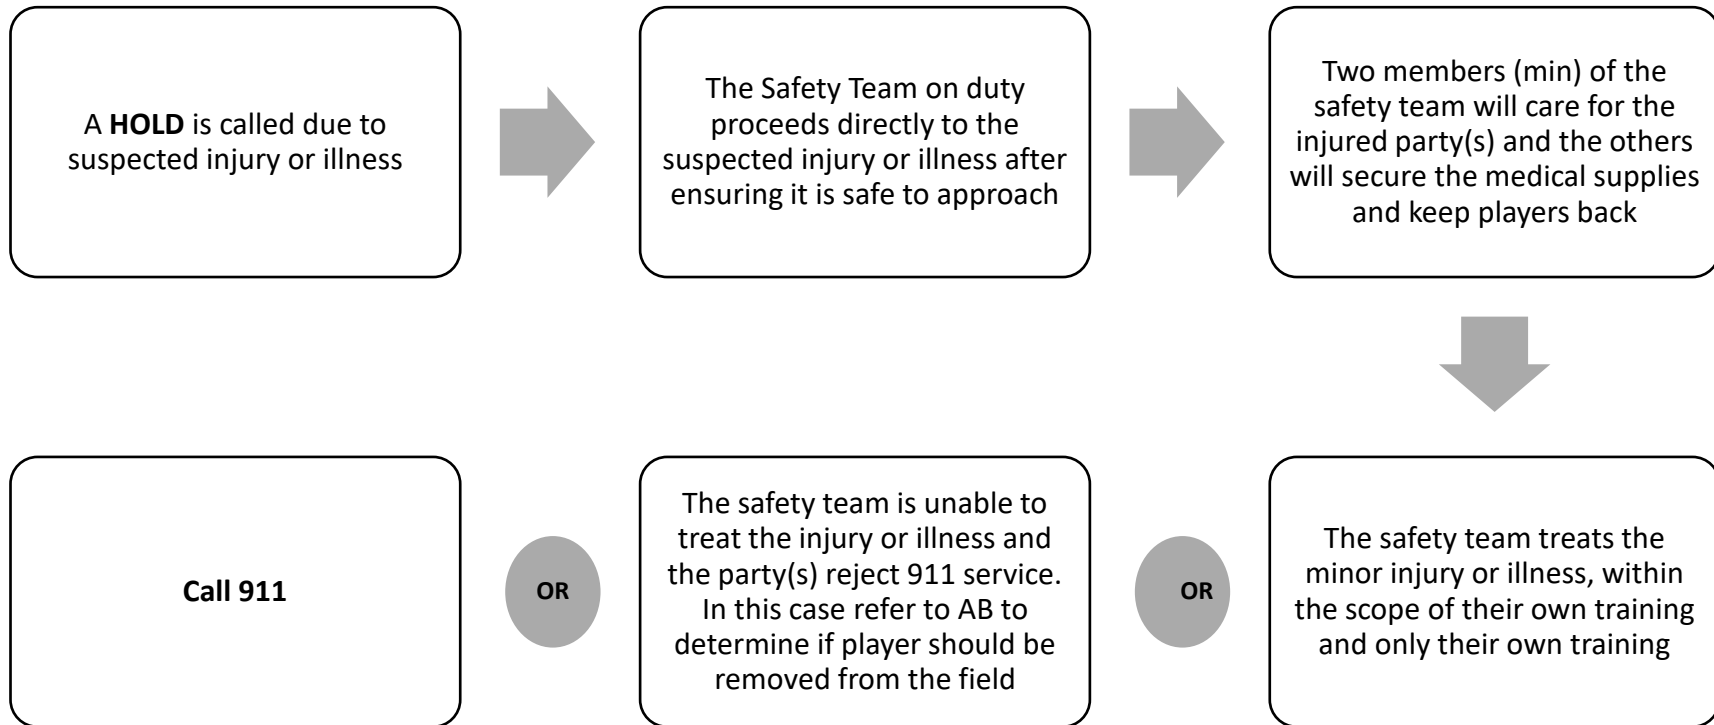 A HOLD is called due to
suspected injury or illness
The Safety Team on duty
proceeds directly to the
suspected injury or illness after
ensuring it is safe to approach
Two members (min) of the
safety team will care for the
injured party(s) and the others
will secure the medical supplies
and keep players back
The safety team treats the
minor injury or illness, within
the scope of their own training
and only their own training
OR
The safety team is unable to
treat the injury or illness and
the party(s) reject 911 service.
In this case refer to AB to
determine if player should be
removed from the field
OR
Call 911